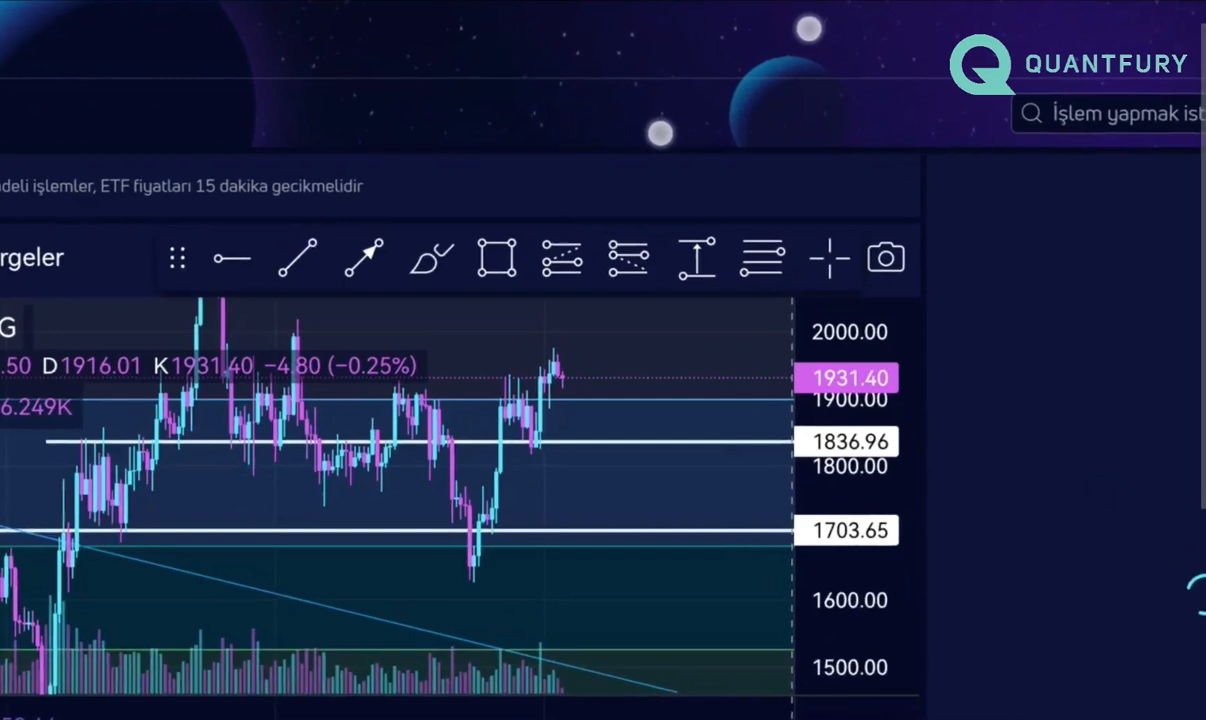 QUANTFURY
İşlem yapmak ist
deli işlemler, ETF fiyatları 15 dakika gecikmelidir
rgeler
G
2000.00
.50 D1916.01 K1931.40 −4.80 (−0.25%)
1931.40
1900.00
6.249K
1836.96
1800.00
1703.65
1600.00
1500.00